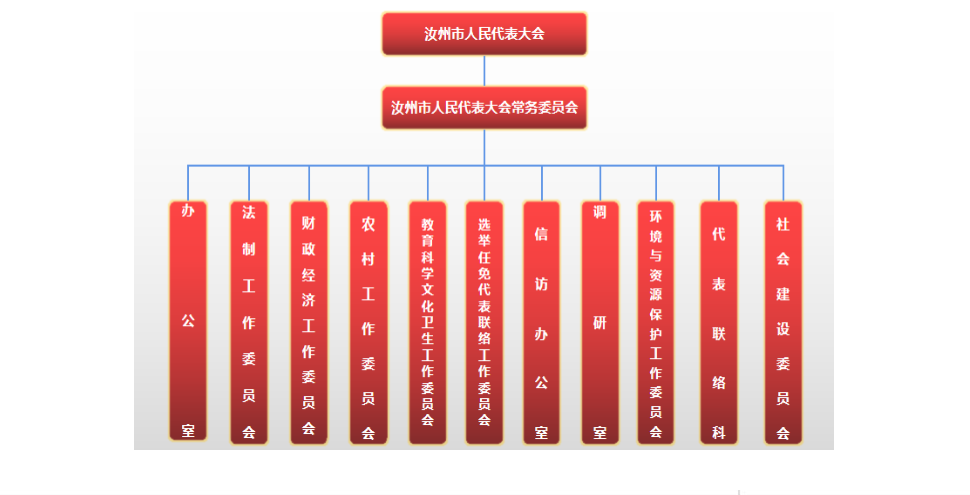 汝州市人民代表大会
汝州市人民代表大会常务委员会
办公室
法制工作委员会
财政经济工作委员会
农村工作委员会
教育科学文化卫生工作委员会
选举任免代表联络工作委员会
信访办公室
调研室
环境与资源保护工作委员会
代表联络科
社会建设委员会